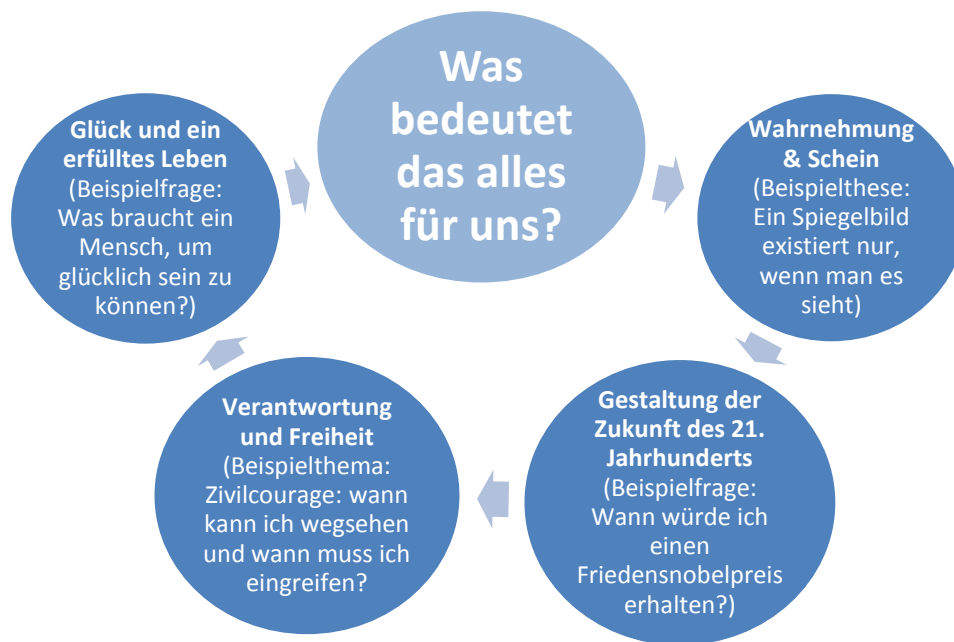 Was
bedeutet
das alles
für uns?
Wahrnehmung
& Schein
(Beispielthese:
Ein Spiegelbild
existiert nur,
wenn man es
sieht)
Gestaltung der
Zukunft des 21.
Jahrhunderts
(Beispielfrage:
Wann würde ich
einen
Friedensnobelpreis
erhalten?)
Verantwortung
und Freiheit
(Beispielthema:
Zivilcourage: wann
kann ich wegsehen
und wann muss ich
eingreifen?
Glück und ein
erfülltes Leben
(Beispielfrage:
Was braucht ein
Mensch, um
glücklich sein zu
können?)